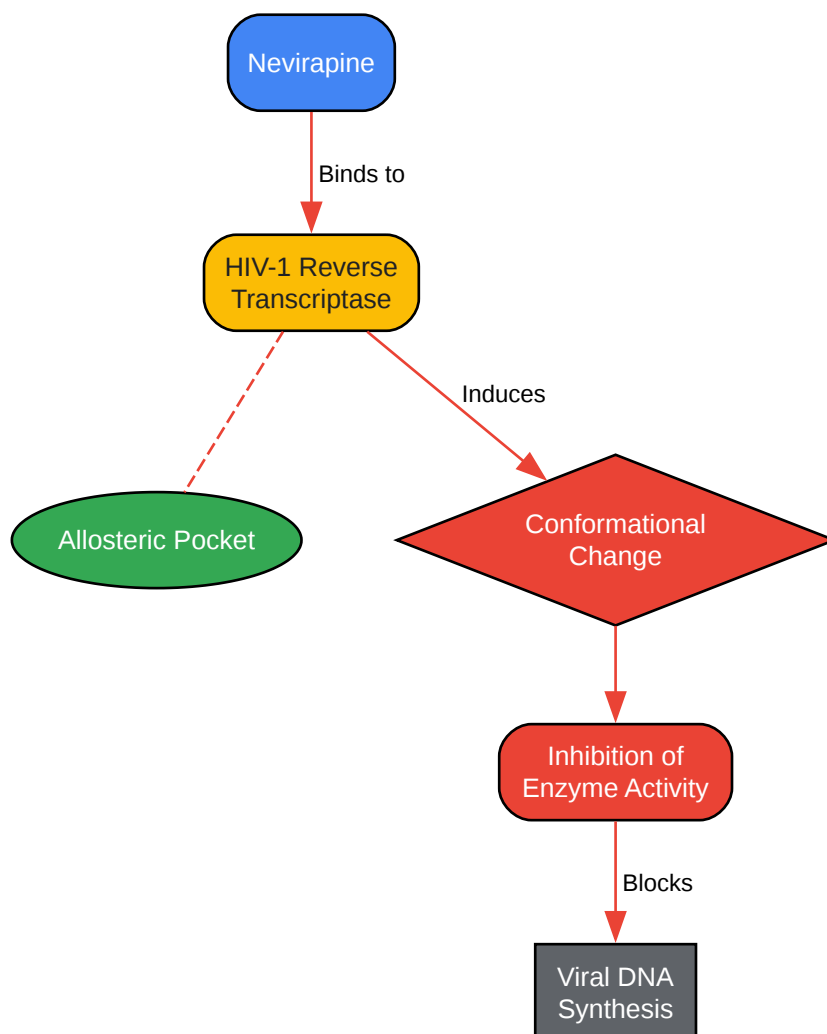 Nevirapine
Binds to
HIV-1 Reverse
Transcriptase
Induces
Allosteric Pocket
Conformational
Change
Inhibition of
Enzyme Activity
Blocks
Viral DNA
Synthesis